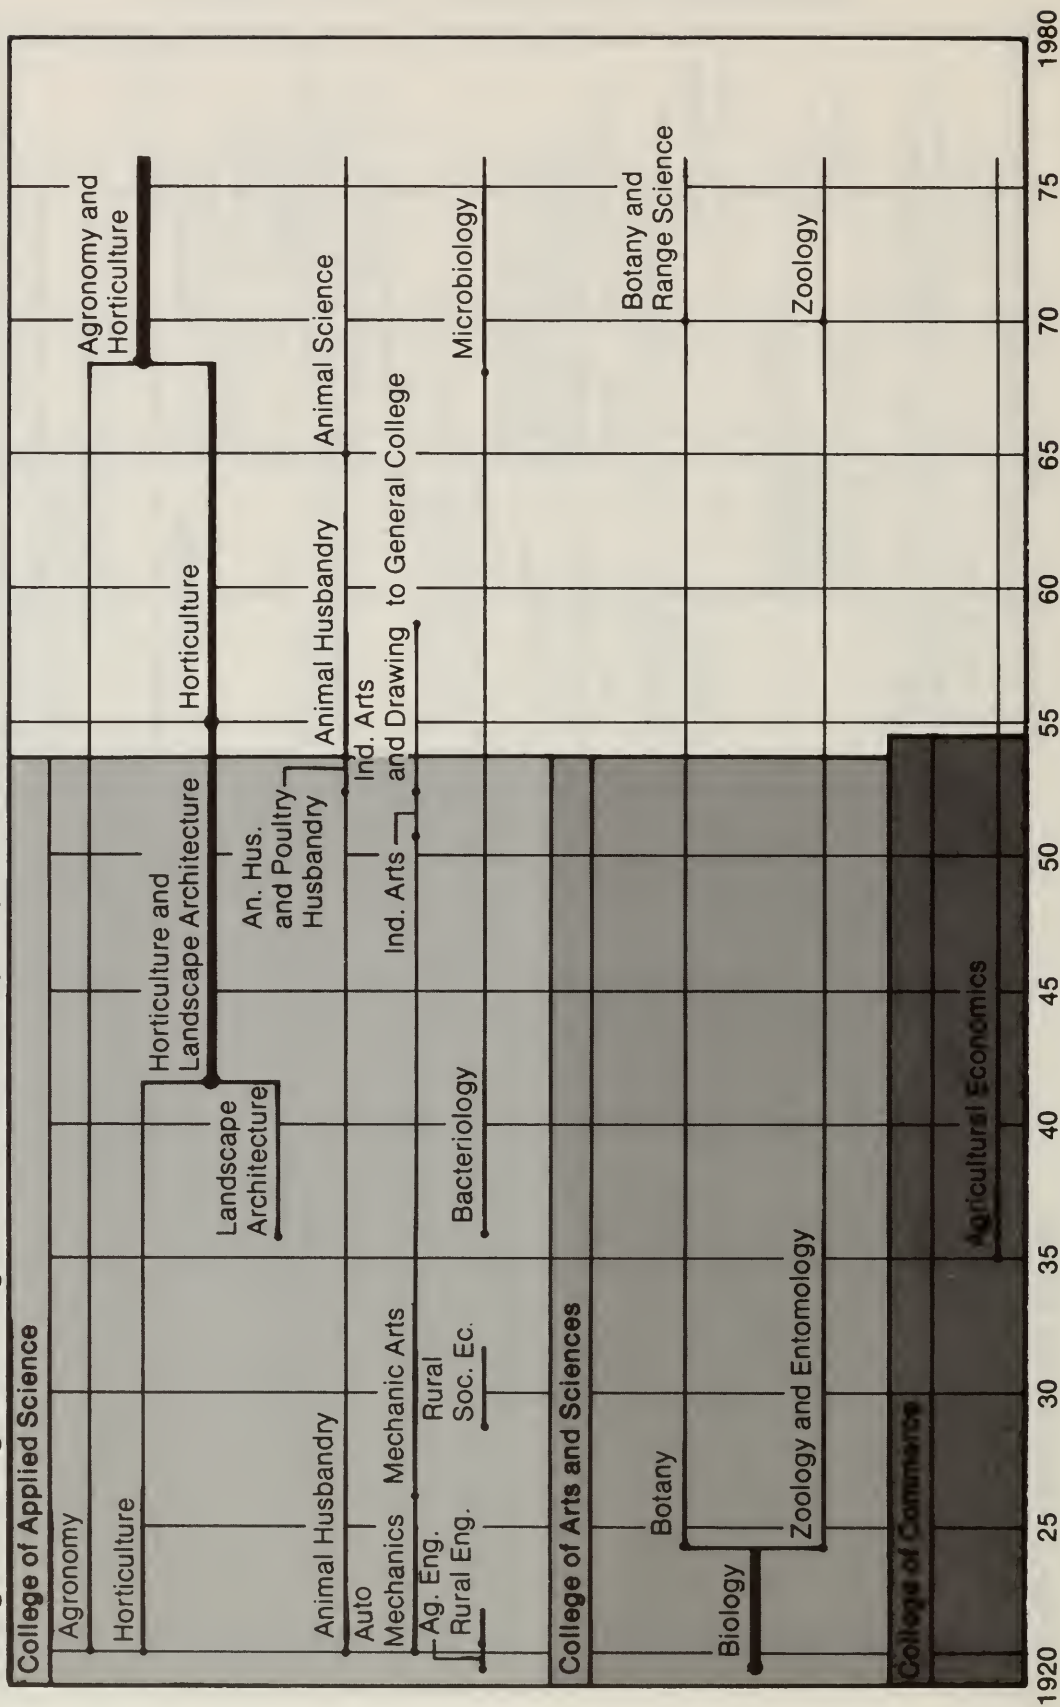 College of Applied Science
Agronomy
Horticulture
Landscape
Architecture
Horticulture and
Landscape Architecture
Horticulture
Agronomy and
Horticulture
Animal Husbandry
An. Hus.
and Poultry
Husbandry
Animal Husbandry
Animal Science
Auto
Mechanics
Mechanic Arts
Ind. Arts
Ind. Arts
and Drawing
to General College
Ag. Eng.
Rural Eng.
Rural
Soc. Ec.
Bacteriology
Microbiology
College of Arts and Sciences
Biology
Botany
Botany and
Range Science
Zoology and Entomology
Zoology
College of Commerce
Agricultural Economics
1920 25 30 35 40 45 50 55 60 65 70 75 1980